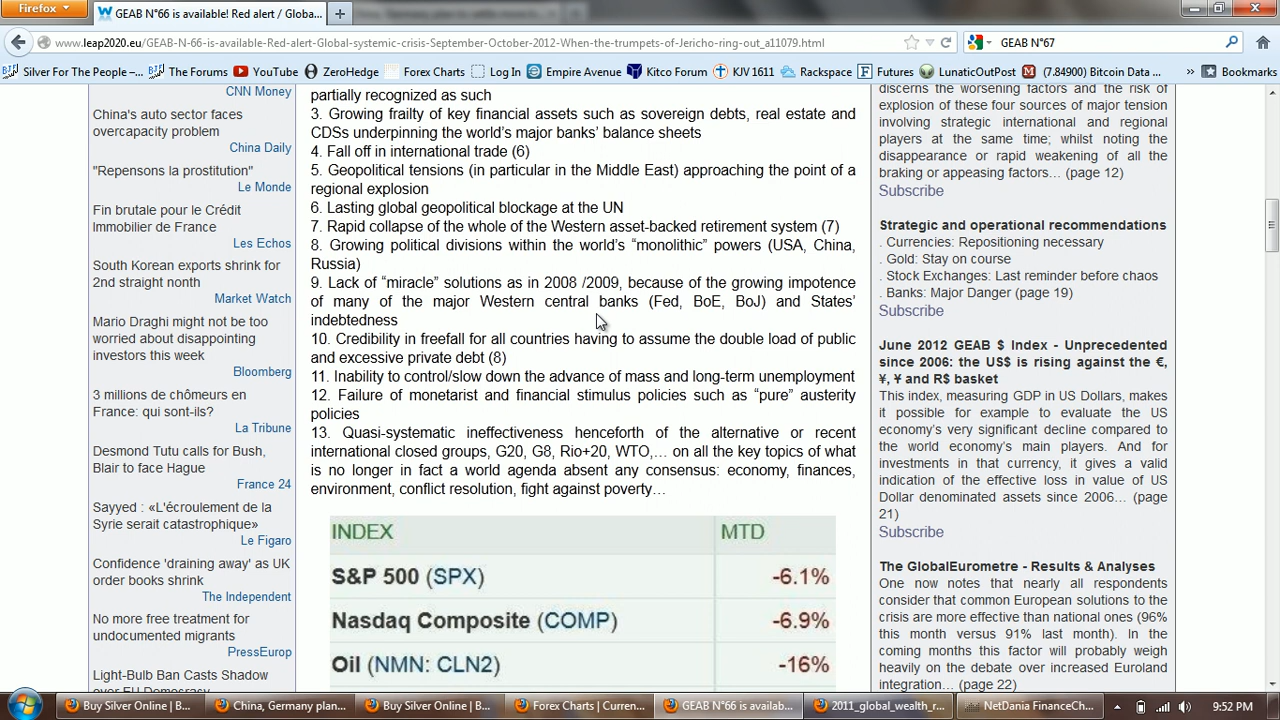 Firefox
GEAB N°66 is available! Red alert / Globa...
www.leap2020.eu/GEAB-N-66-is-available-Red-alert-Global-systemic-crisis-September-October-2012-When-the-trumpets-of-Jericho-ring-out_a11079.html
GEAB N°67
Silver For The People –...
The Forums
YouTube
ZeroHedge
Forex Charts
Log In
Empire Avenue
Kitco Forum
KJV 1611
Rackspace
Futures
LunaticOutPost
(7.84900) Bitcoin Data ...
»
Bookmarks
CNN Money
China's auto sector faces
overcapacity problem
China Daily
"Repensons la prostitution"
Le Monde
Fin brutale pour le Crédit
Immobilier de France
Les Echos
South Korean exports shrink for
2nd straight nonth
Market Watch
Mario Draghi might not be too
worried about disappointing
investors this week
Bloomberg
3 millions de chômeurs en
France: qui sont-ils?
La Tribune
Desmond Tutu calls for Bush,
Blair to face Hague
France 24
Sayyed : «L'écroulement de la
Syrie serait catastrophique»
Le Figaro
Confidence 'draining away' as UK
order books shrink
The Independent
No more free treatment for
undocumented migrants
PressEurop
Light-Bulb Ban Casts Shadow
over EU Democracy
partially recognized as such
3. Growing frailty of key financial assets such as sovereign debts, real estate and
CDSs underpinning the world's major banks' balance sheets
4. Fall off in international trade (6)
5. Geopolitical tensions (in particular in the Middle East) approaching the point of a
regional explosion
6. Lasting global geopolitical blockage at the UN
7. Rapid collapse of the whole of the Western asset-backed retirement system (7)
8. Growing political divisions within the world's “monolithic” powers (USA, China,
Russia)
9. Lack of “miracle” solutions as in 2008 /2009, because of the growing impotence
of many of the major Western central banks (Fed, BoE, BoJ) and States’
indebtedness
10. Credibility in freefall for all countries having to assume the double load of public
and excessive private debt (8)
11. Inability to control/slow down the advance of mass and long-term unemployment
12. Failure of monetarist and financial stimulus policies such as “pure” austerity
policies
13. Quasi-systematic ineffectiveness henceforth of the alternative or recent
international closed groups, G20, G8, Rio+20, WTO,… on all the key topics of what
is no longer in fact a world agenda absent any consensus: economy, finances,
environment, conflict resolution, fight against poverty…
INDEX MTD
S&P 500 (SPX) -6.1%
Nasdaq Composite (COMP) -6.9%
Oil (NMN: CLN2) -16%
discerns the worsening factors and the risk of
explosion of these four sources of major tension
involving strategic international and regional
players at the same time; whilst noting the
disappearance or rapid weakening of all the
braking or appeasing factors… (page 12)
Subscribe
Strategic and operational recommendations
. Currencies: Repositioning necessary
. Gold: Stay on course
. Stock Exchanges: Last reminder before chaos
. Banks: Major Danger (page 19)
Subscribe
June 2012 GEAB $ Index - Unprecedented
since 2006: the US$ is rising against the €,
¥, ¥ and R$ basket
This index, measuring GDP in US Dollars, makes
it possible for example to evaluate the US
economy's very significant decline compared to
the world economy's main players. And for
investments in that currency, it gives a valid
indication of the effective loss in value of US
Dollar denominated assets since 2006… (page
21)
Subscribe
The GlobalEurometre - Results & Analyses
One now notes that nearly all respondents
consider that common European solutions to the
crisis are more effective than national ones (96%
this month versus 91% last month). In the
coming months this factor will probably weigh
heavily on the debate over increased Euroland
integration… (page 22)
Buy Silver Online | B...
China, Germany plan...
Buy Silver Online | B...
Forex Charts | Curren...
GEAB N°66 is availab...
2011_global_wealth_r...
NetDania FinanceCh...
9:52 PM